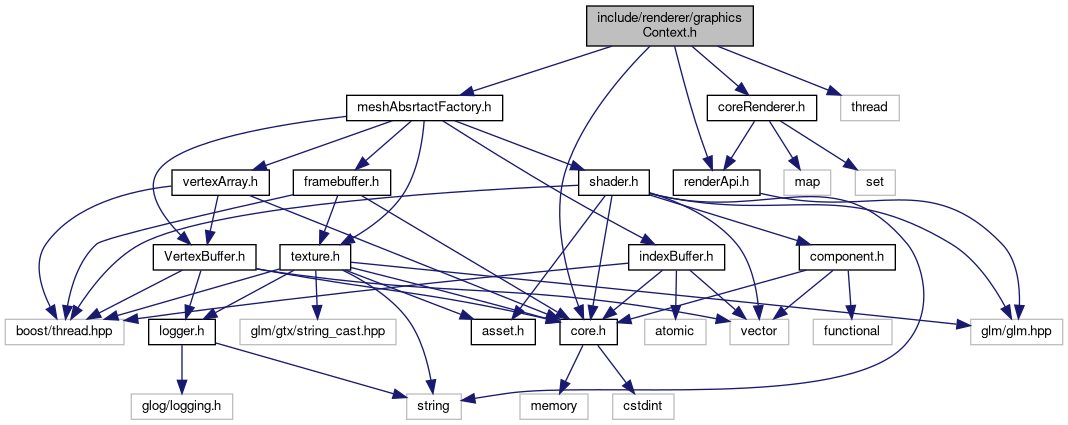 include/renderer/graphics
Context.h
meshAbsrtactFactory.h
coreRenderer.h
thread
vertexArray.h
framebuffer.h
shader.h
renderApi.h
map
set
VertexBuffer.h
texture.h
indexBuffer.h
component.h
boost/thread.hpp
logger.h
glm/gtx/string_cast.hpp
asset.h
core.h
atomic
vector
functional
glm/glm.hpp
glog/logging.h
string
memory
cstdint